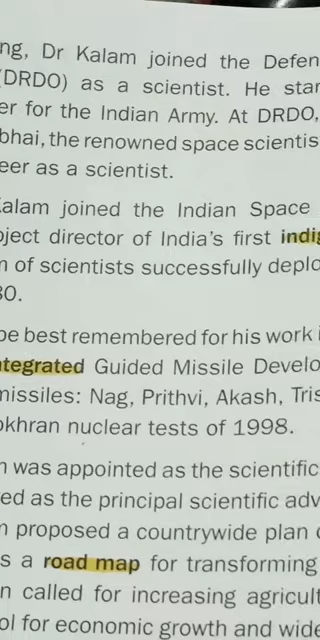 ng, Dr Kalam joined the Defen
(DRDO) as a scientist. He star
er for the Indian Army. At DRDO,
bhai, the renowned space scientis
eer as a scientist.
Kalam joined the Indian Space
oject director of India's first indig
n of scientists successfully deplo
80.
be best remembered for his work i
ntegrated Guided Missile Develo
missiles: Nag, Prithvi, Akash, Tris
okhran nuclear tests of 1998.
n was appointed as the scientific
ed as the principal scientific adv
n proposed a countrywide plan
s a road map for transforming
n called for increasing agricult
ol for economic growth and wide